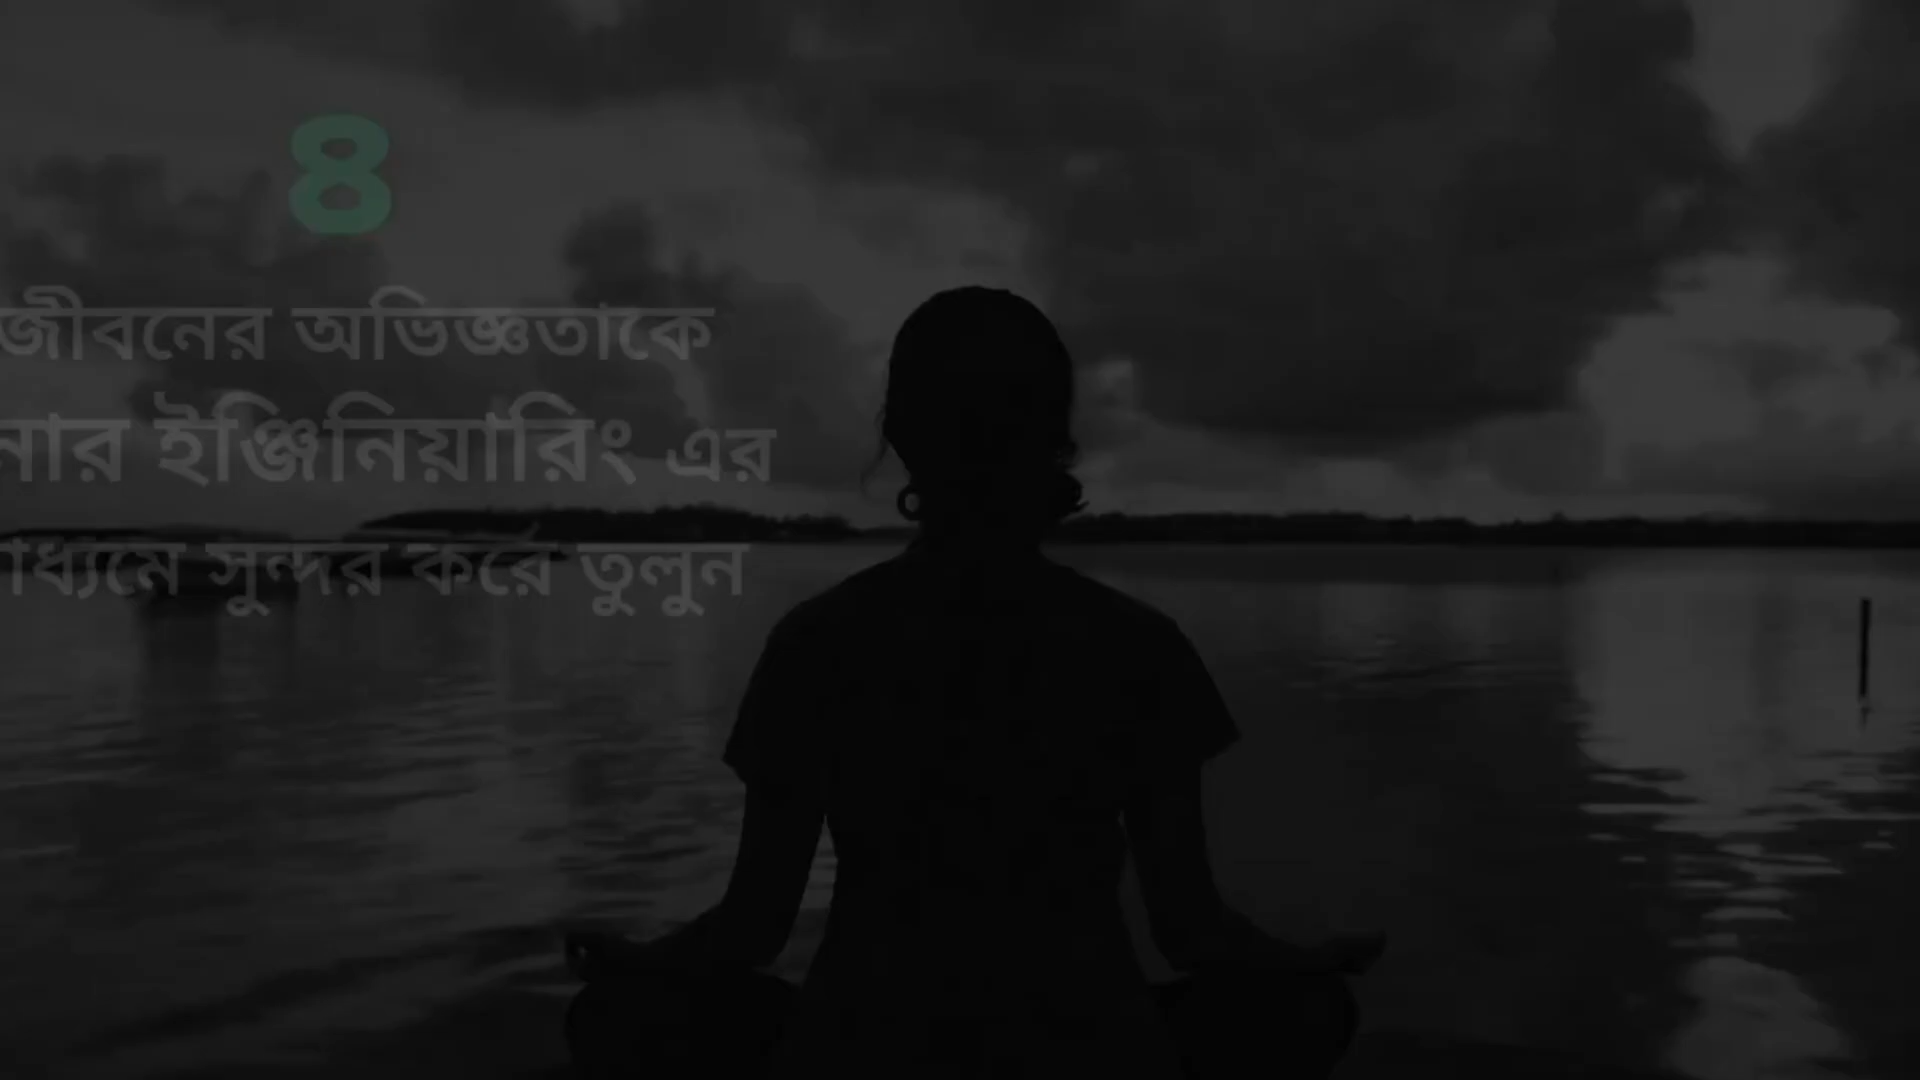 ৪
জীবনের অভিজ্ঞতাকে
ইঞ্জিনিয়ারিং এর
সুন্দর করে তুলুন